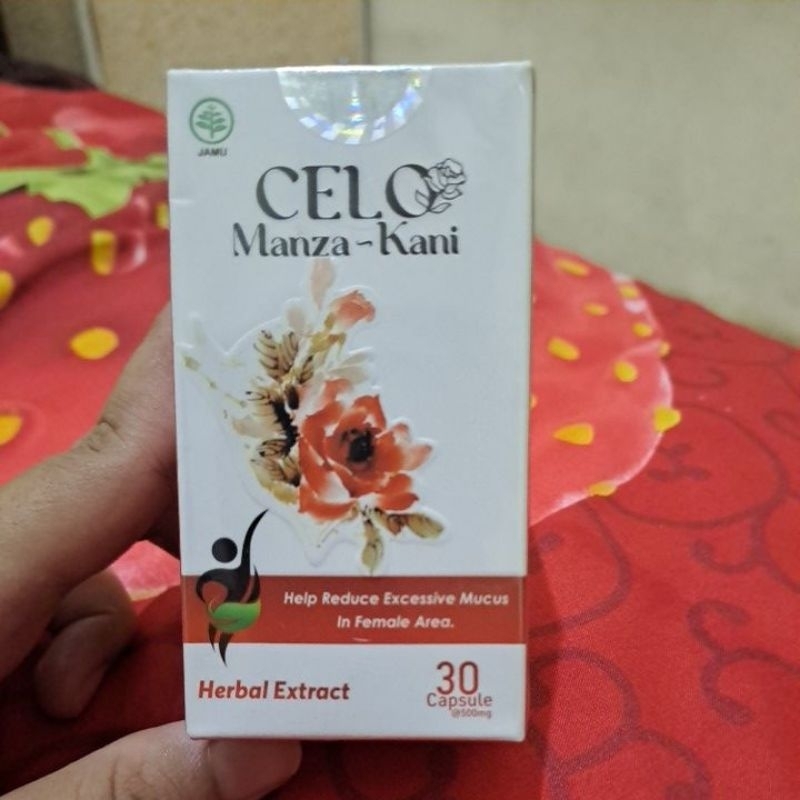 JAMU
CELO
Manza ~ Kani
Help Reduce Excessive Mucus
In Female Area.
Herbal Extract
30
Capsule
@500mg